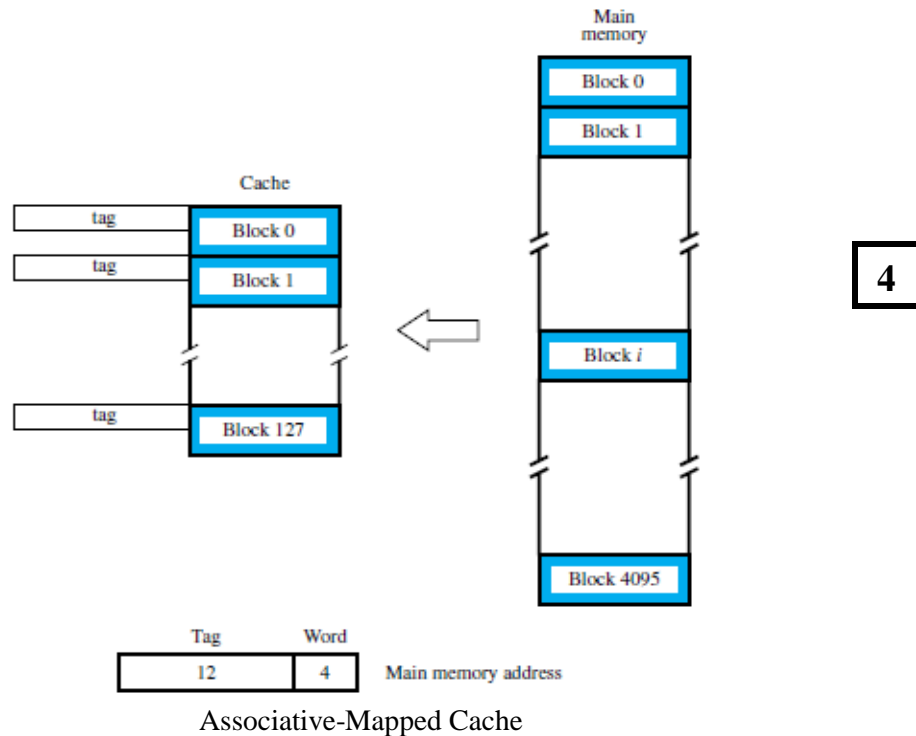 Main
memory
Block 0
Block 1
Cache
tag
Block 0
tag
Block 1
4
Block i
tag
Block 127
Block 4095
Tag Word
12 4 Main memory address
Associative-Mapped Cache